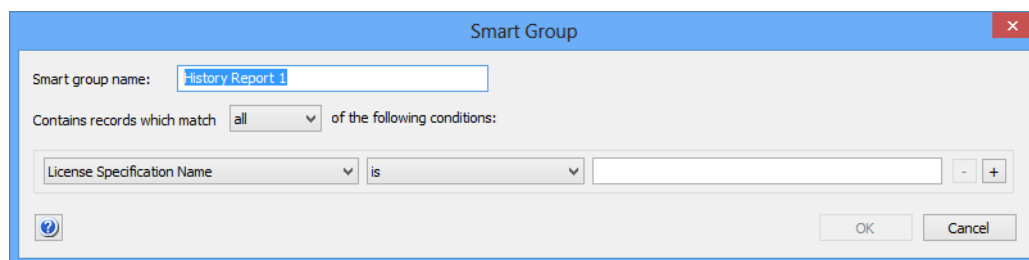 Smart Group
Smart group name: History Report 1
Contains records which match all of the following conditions:
License Specification Name is - +
OK Cancel